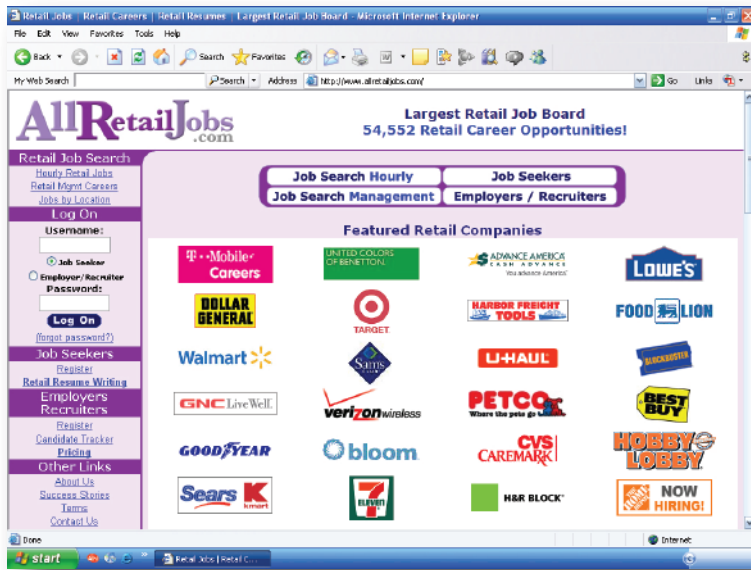 Retail Jobs | Retail Careers | Retail Resumes | Largest Retail Job Board - Microsoft Internet Explorer
File Edit View Favorites Tools Help
Back Search Favorites
My Web Search Search Address http://www.allretailjobs.com/ Go Links
AllRetailJobs
.com
Largest Retail Job Board
54,552 Retail Career Opportunities!
Retail Job Search
Hourly Retail Jobs
Retail Mgmt Careers
Jobs by Location
Log On
Username:
Job Seeker
Employer/Recruiter
Password:
Log On
(forgot password?)
Job Seekers
Register
Retail Resume Writing
Employers
Recruiters
Register
Candidate Tracker
Pricing
Other Links
About Us
Success Stories
Terms
Contact Us
Job Search Hourly Job Seekers
Job Search Management Employers / Recruiters
Featured Retail Companies
T-Mobile Careers
UNITED COLORS
OF BENETTON.
ADVANCE AMERICA
CASH ADVANCE
You advance America
LOWE'S
DOLLAR
GENERAL
TARGET
HARBOR FREIGHT
TOOLS
FOOD LION
Walmart
Sam's
U-HAUL
BLOCKBUSTER
GNC LiveWell.
verizon wireless
PETCO
Where the pets go
BEST
BUY
GOODYEAR
bloom
CVS
CAREMARK
HOBBY
LOBBY
Sears K
kmart
7
ELEVEN
H&R BLOCK
NOW
HIRING!
Done Internet
start Retail Jobs | Retail C...